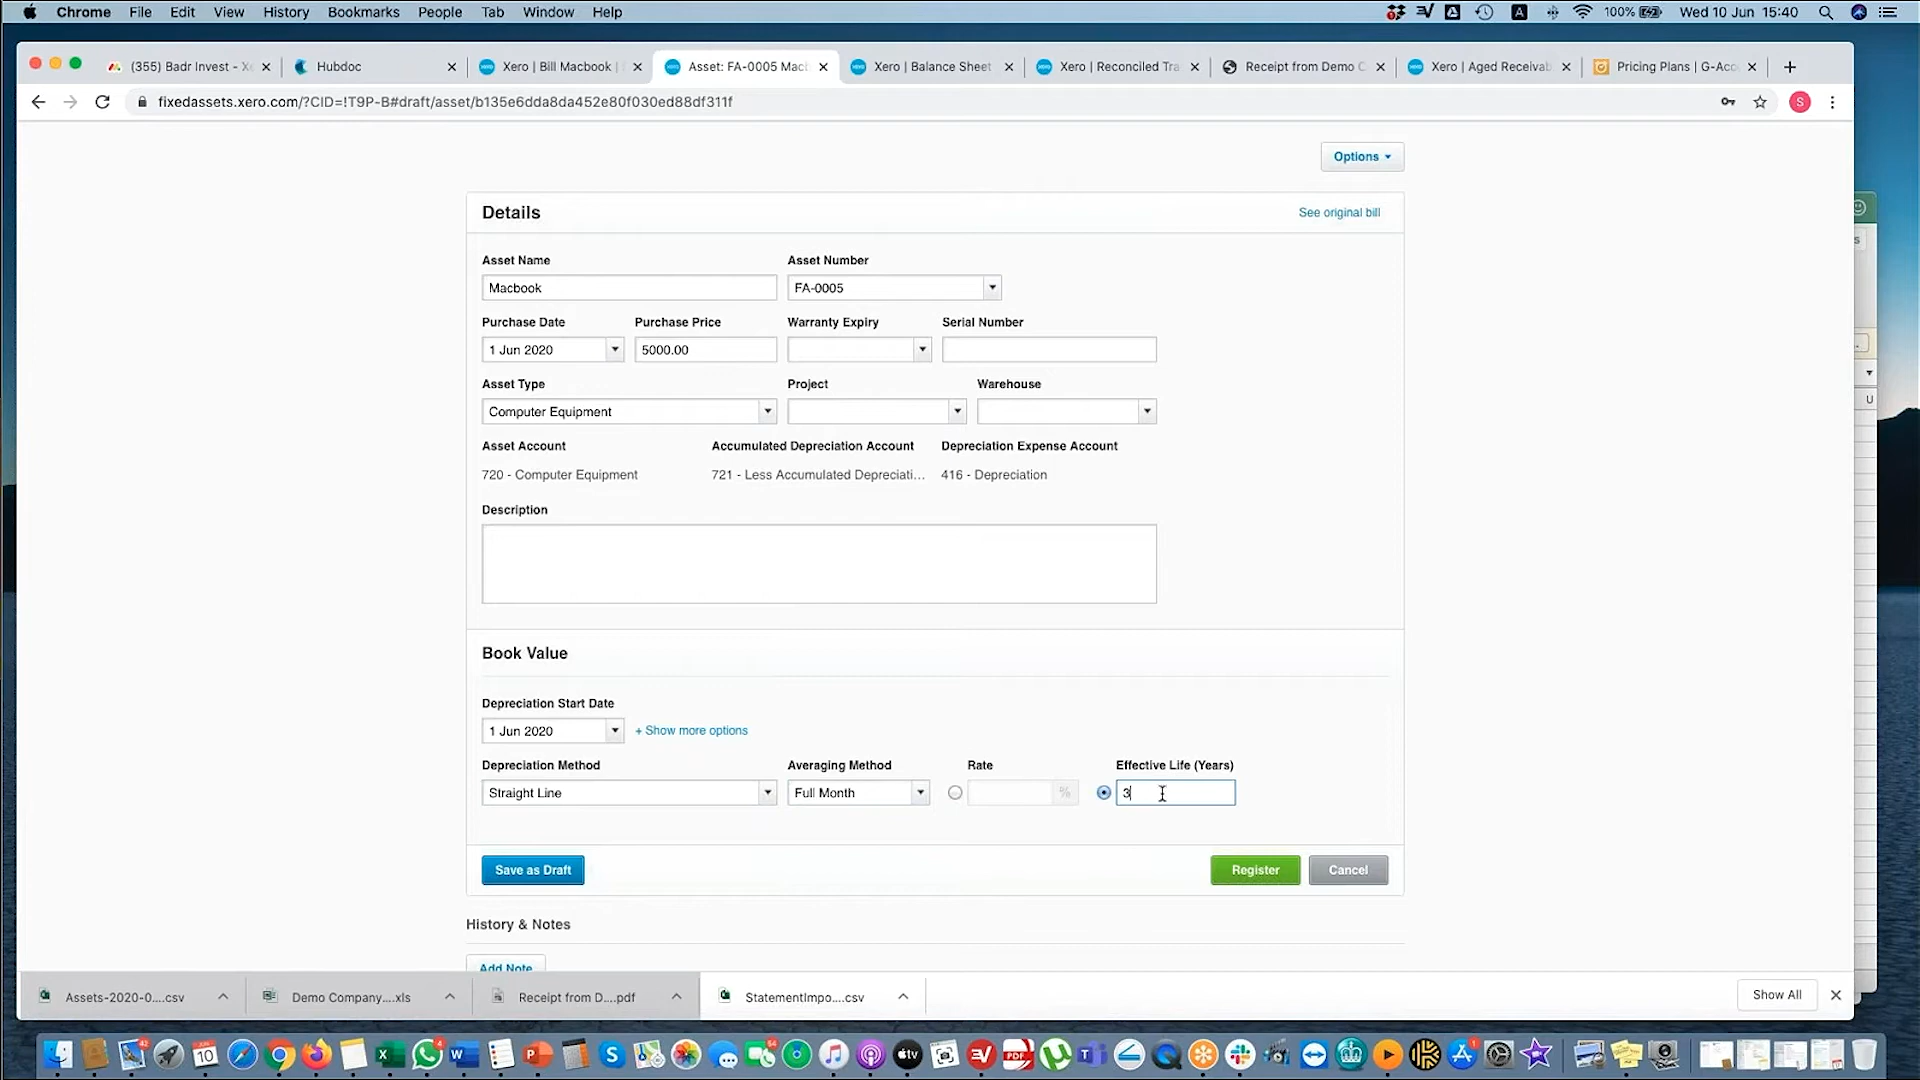 Chrome File Edit View History Bookmarks People Tab Window Help
100% Wed 10 Jun 15:40
(355) Badr Invest - Xe
Hubdoc
Xero | Bill Macbook |
Asset: FA-0005 Macb
Xero | Balance Sheet
Xero | Reconciled Tra
Receipt from Demo C
Xero | Aged Receivab
Pricing Plans | G-Acco
fixedassets.xero.com/?CID=!T9P-B#draft/asset/b135e6dda8da452e80f030ed88df311f
S
Options
Details
See original bill
Asset Name Asset Number
Macbook FA-0005
Purchase Date Purchase Price Warranty Expiry Serial Number
1 Jun 2020 5000.00
Asset Type Project Warehouse
Computer Equipment
Asset Account Accumulated Depreciation Account Depreciation Expense Account
720 - Computer Equipment 721 - Less Accumulated Depreciati... 416 - Depreciation
Description
Book Value
Depreciation Start Date
1 Jun 2020 + Show more options
Depreciation Method Averaging Method Rate Effective Life (Years)
Straight Line Full Month % 3
Save as Draft Register Cancel
History & Notes
Add Note
Assets-2020-0....csv
Demo Company....xls
Receipt from D....pdf
StatementImpo....csv
Show All